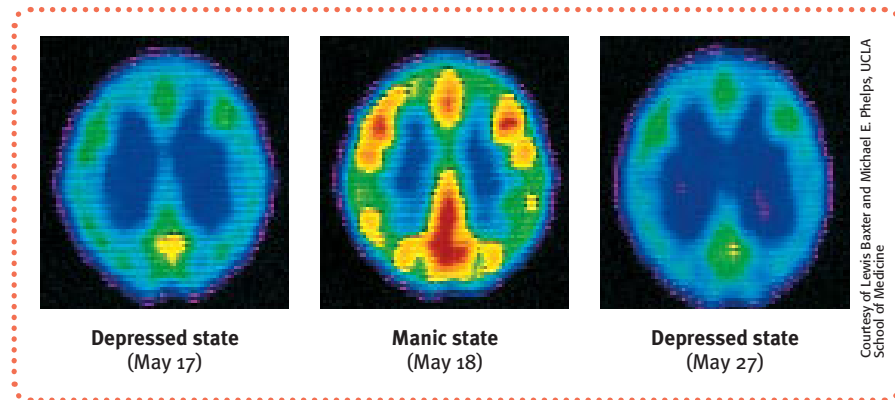 Depressed state
(May 17)
Manic state
(May 18)
Depressed state
(May 27)
Courtesy of Lewis Baxter and Michael E. Phelps, UCLA
School of Medicine